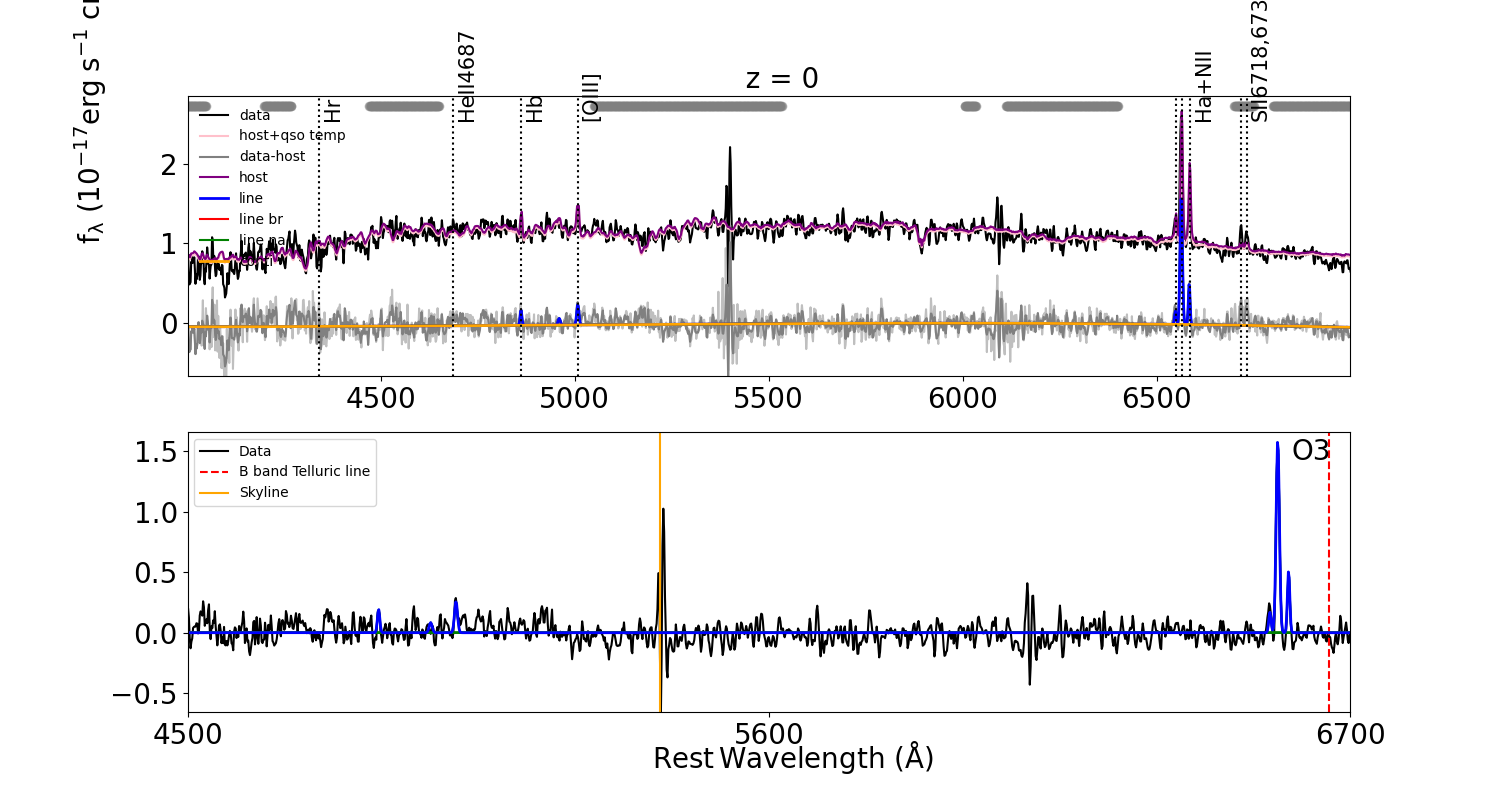 z = 0
f_λ (10^−17 erg s^−1
Hr
HeII4687
Hb
[OIII]
Ha+NII
SII6718,673
data
host+qso temp
data-host
host
line
line br
line na
2
1
0
4500
5000
5500
6000
6500
Data
B band Telluric line
Skyline
O3
1.5
1.0
0.5
0.0
−0.5
4500
5600
6700
Rest Wavelength (Å)